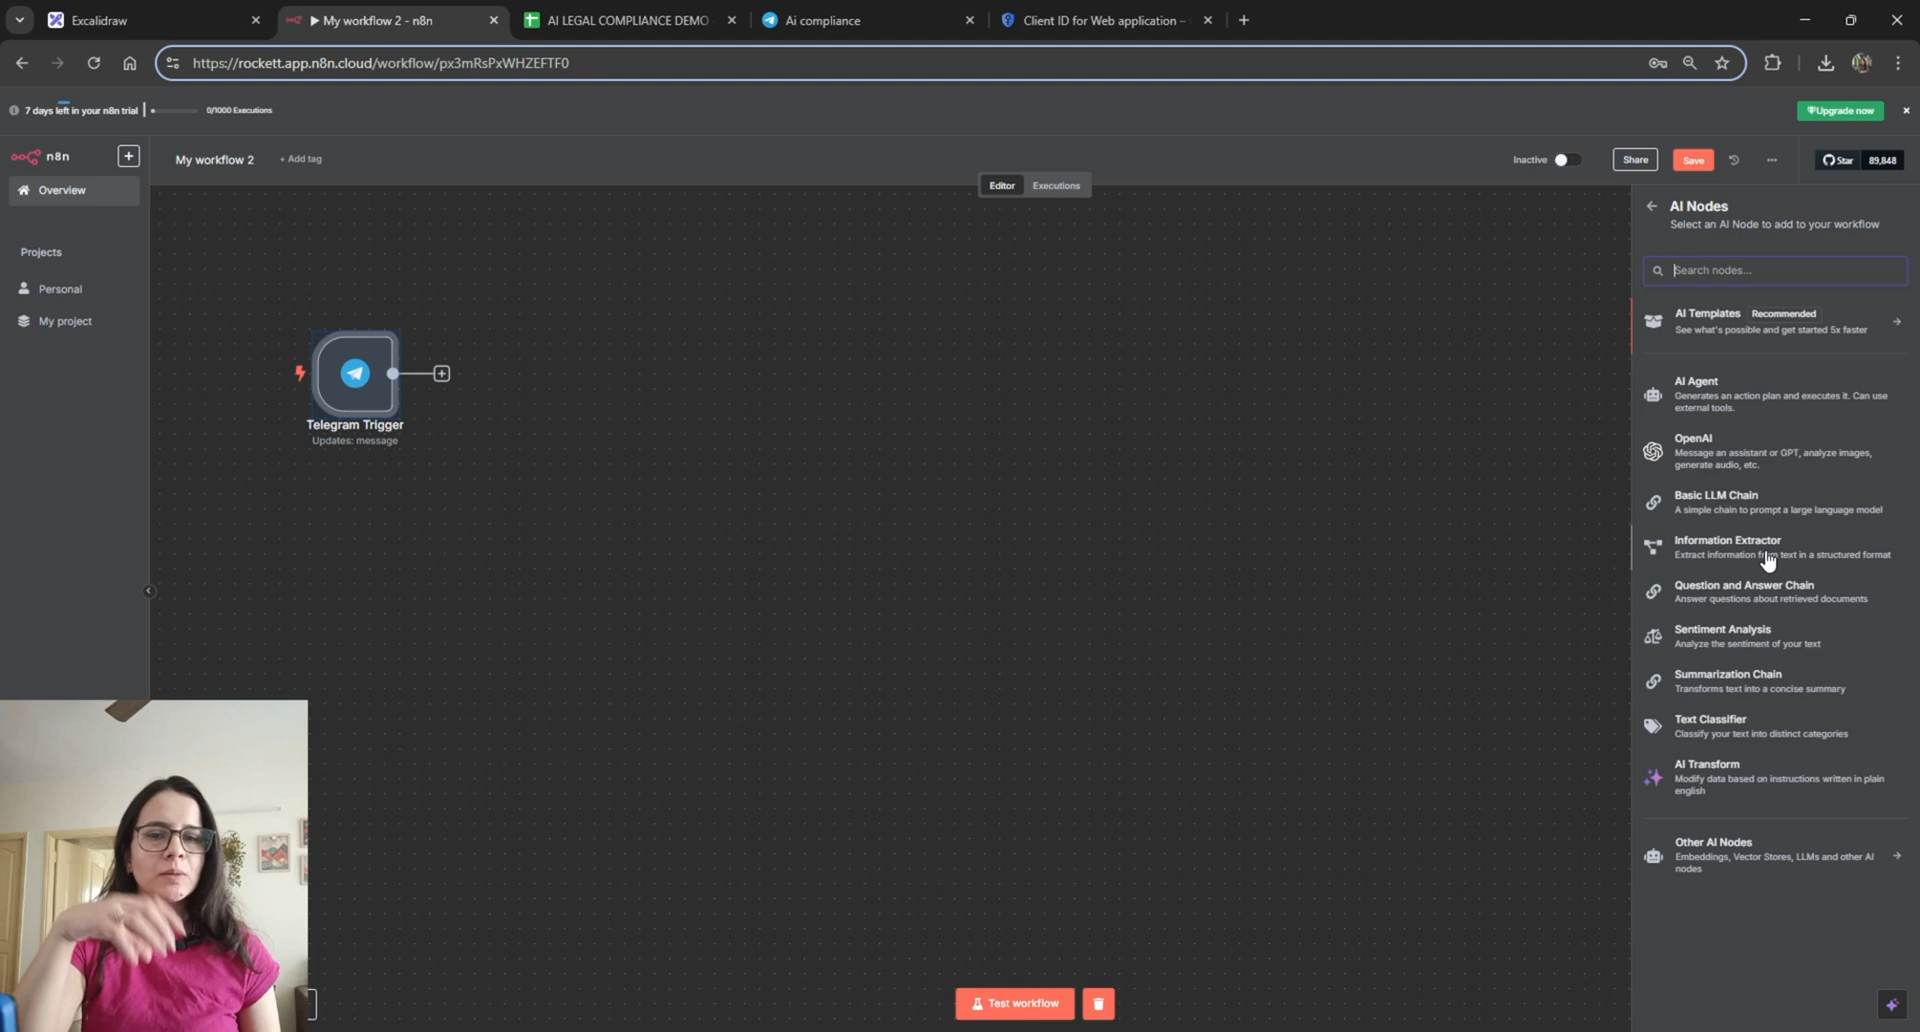 Excalidraw
My workflow 2 - n8n
AI LEGAL COMPLIANCE DEMO
Ai compliance
Client ID for Web application –
https://rockett.app.n8n.cloud/workflow/px3mRsPxWHZEFTF0
7 days left in your n8n trial
0/1000 Executions
Upgrade now
n8n
My workflow 2
+ Add tag
Inactive
Share
Save
Star
89,848
Editor
Executions
Overview
Projects
Personal
My project
Telegram Trigger
Updates: message
AI Nodes
Select an AI Node to add to your workflow
Search nodes...
AI Templates Recommended
See what's possible and get started 5x faster
AI Agent
Generates an action plan and executes it. Can use
external tools.
OpenAI
Message an assistant or GPT, analyze images,
generate audio, etc.
Basic LLM Chain
A simple chain to prompt a large language model
Information Extractor
Extract information from text in a structured format
Question and Answer Chain
Answer questions about retrieved documents
Sentiment Analysis
Analyze the sentiment of your text
Summarization Chain
Transforms text into a concise summary
Text Classifier
Classify your text into distinct categories
AI Transform
Modify data based on instructions written in plain
english
Other AI Nodes
Embeddings, Vector Stores, LLMs and other AI
nodes
Test workflow